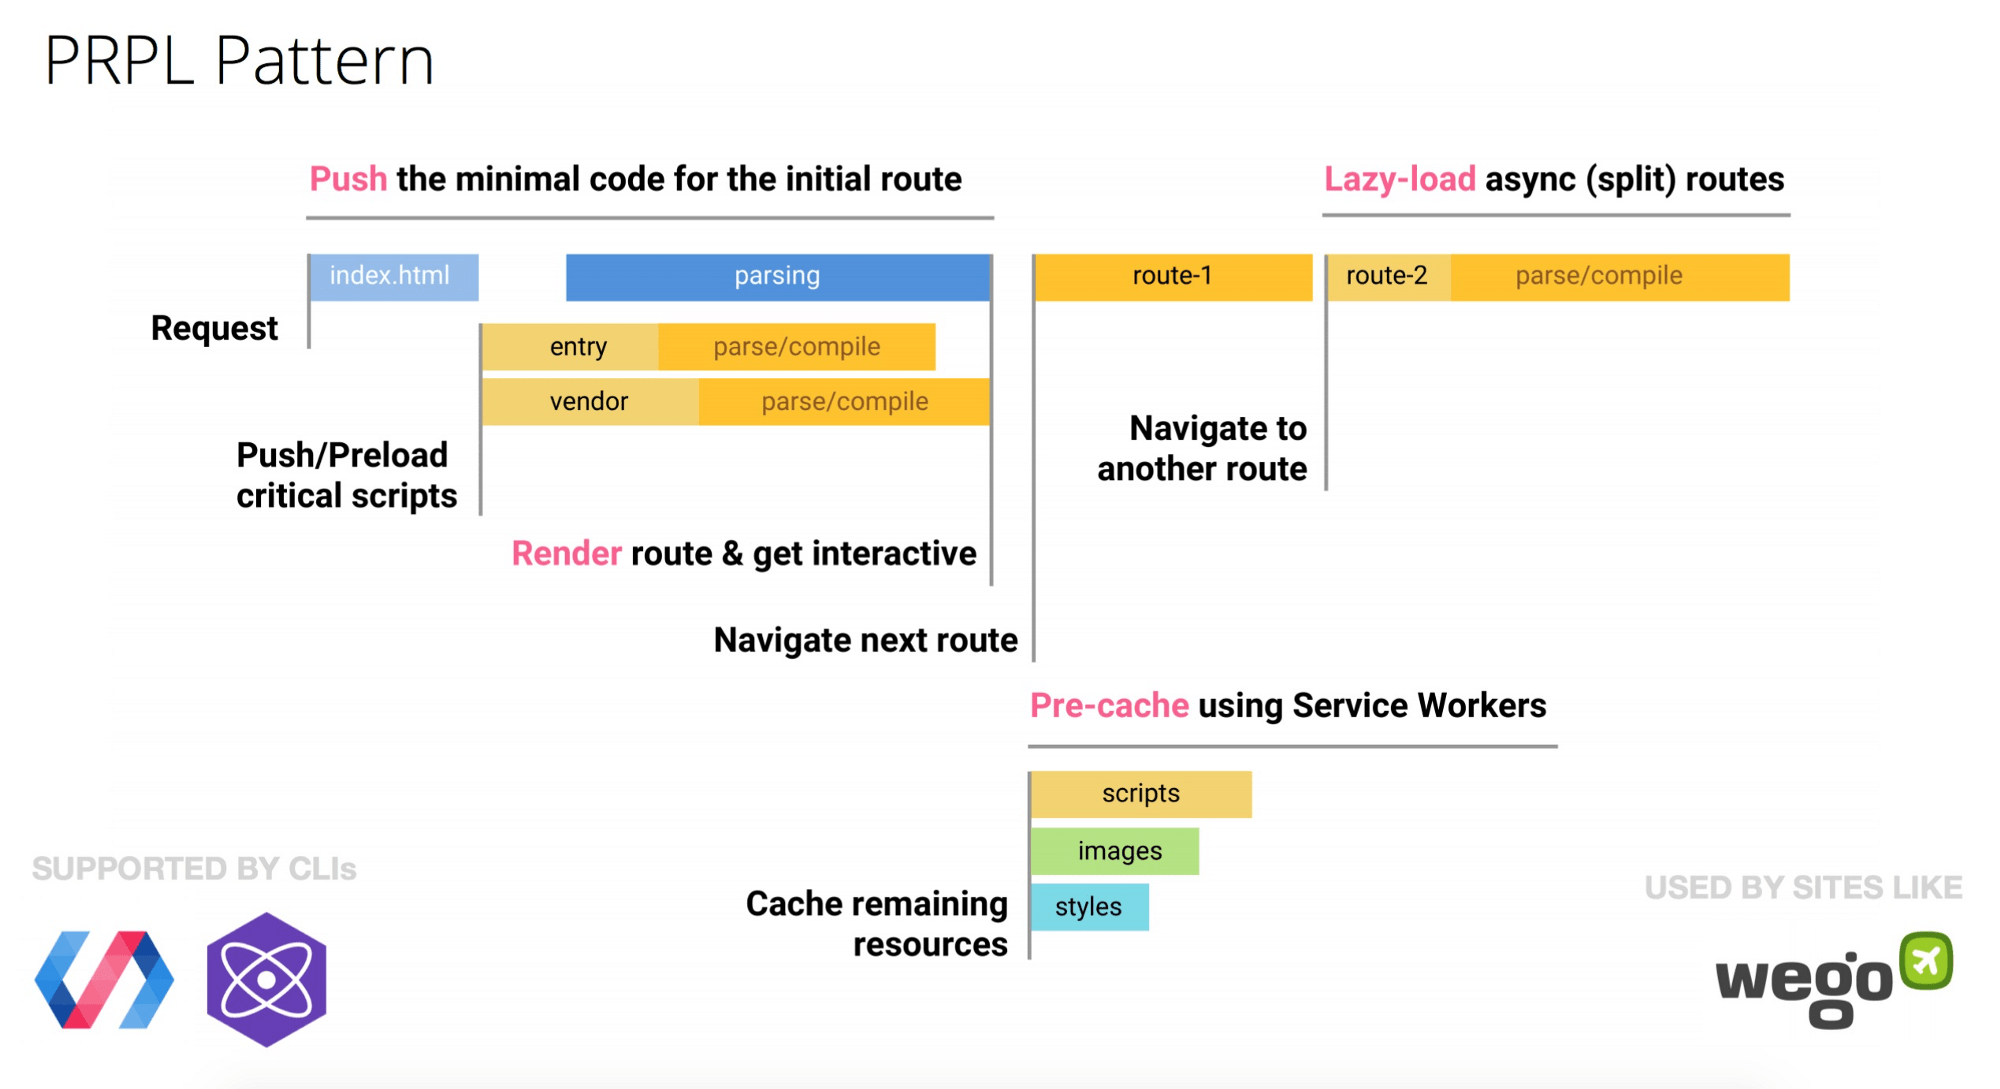 PRPL Pattern
Push the minimal code for the initial route
Lazy-load async (split) routes
index.html
parsing
route-1
route-2
parse/compile
Request
entry
parse/compile
vendor
parse/compile
Push/Preload
critical scripts
Navigate to
another route
Render route & get interactive
Navigate next route
Pre-cache using Service Workers
scripts
images
styles
Cache remaining
resources
SUPPORTED BY CLIs
USED BY SITES LIKE
wego